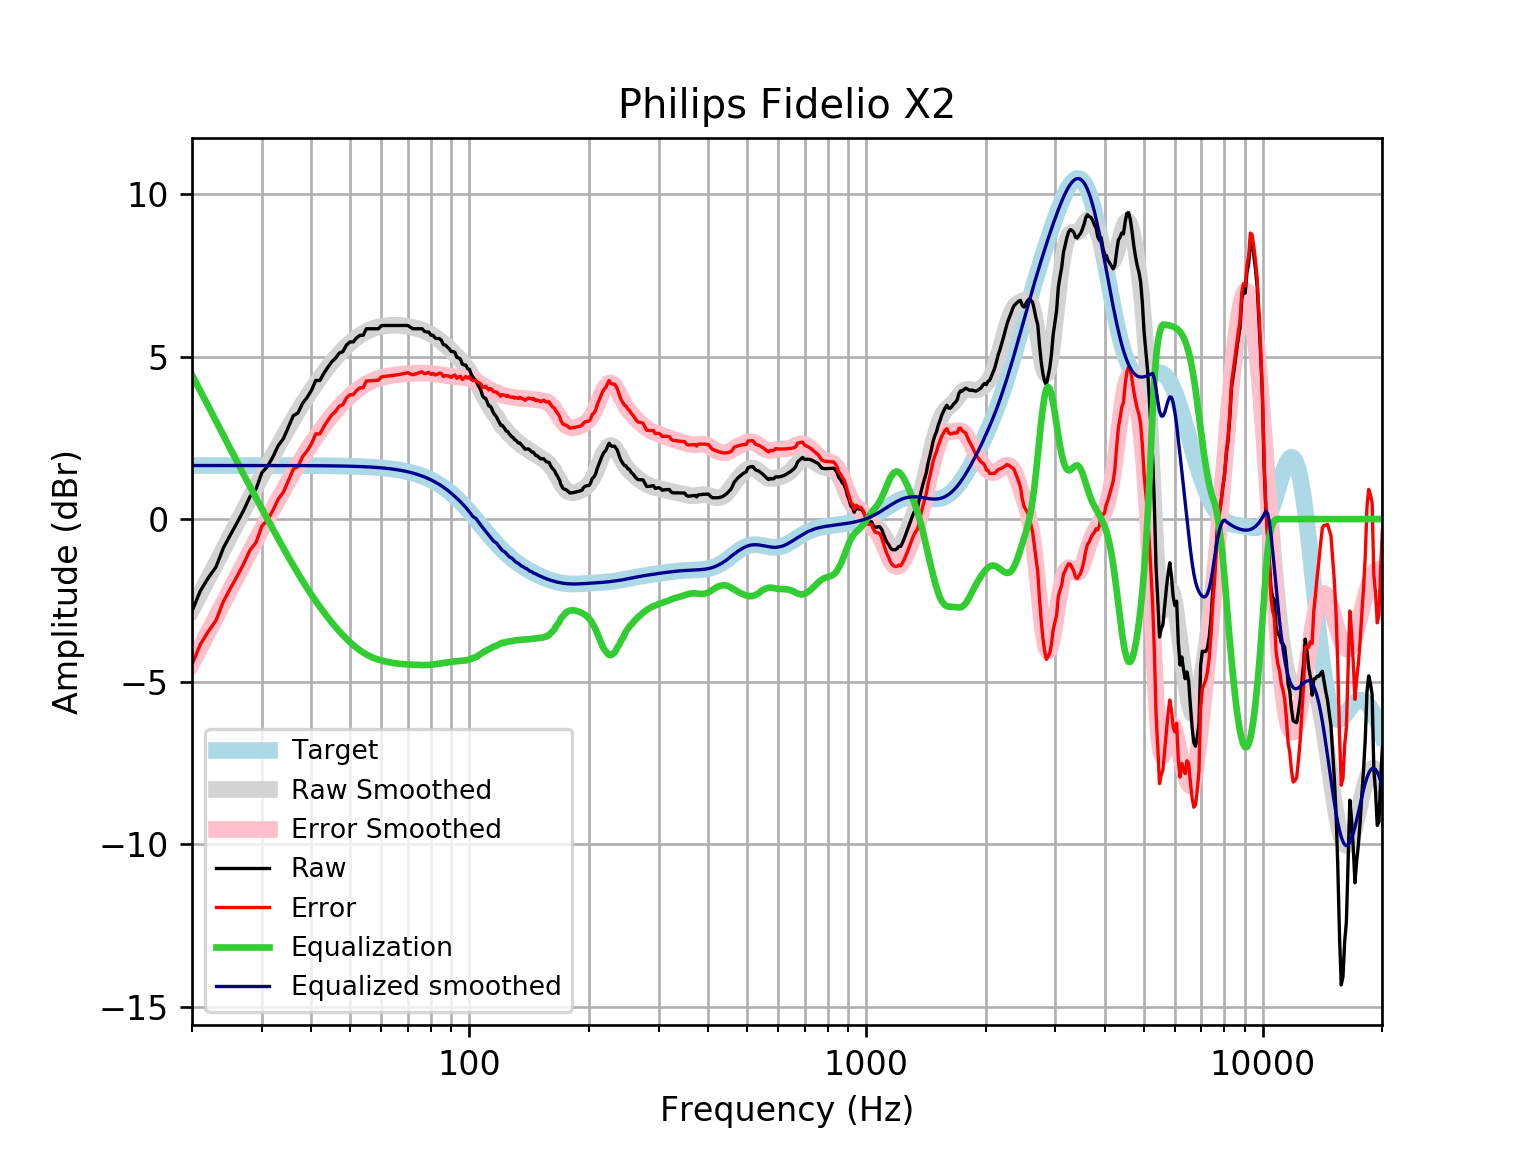 Philips Fidelio X2
Amplitude (dBr)
10
5
0
−5
−10
−15
Target
Raw Smoothed
Error Smoothed
Raw
Error
Equalization
Equalized smoothed
100
1000
10000
Frequency (Hz)